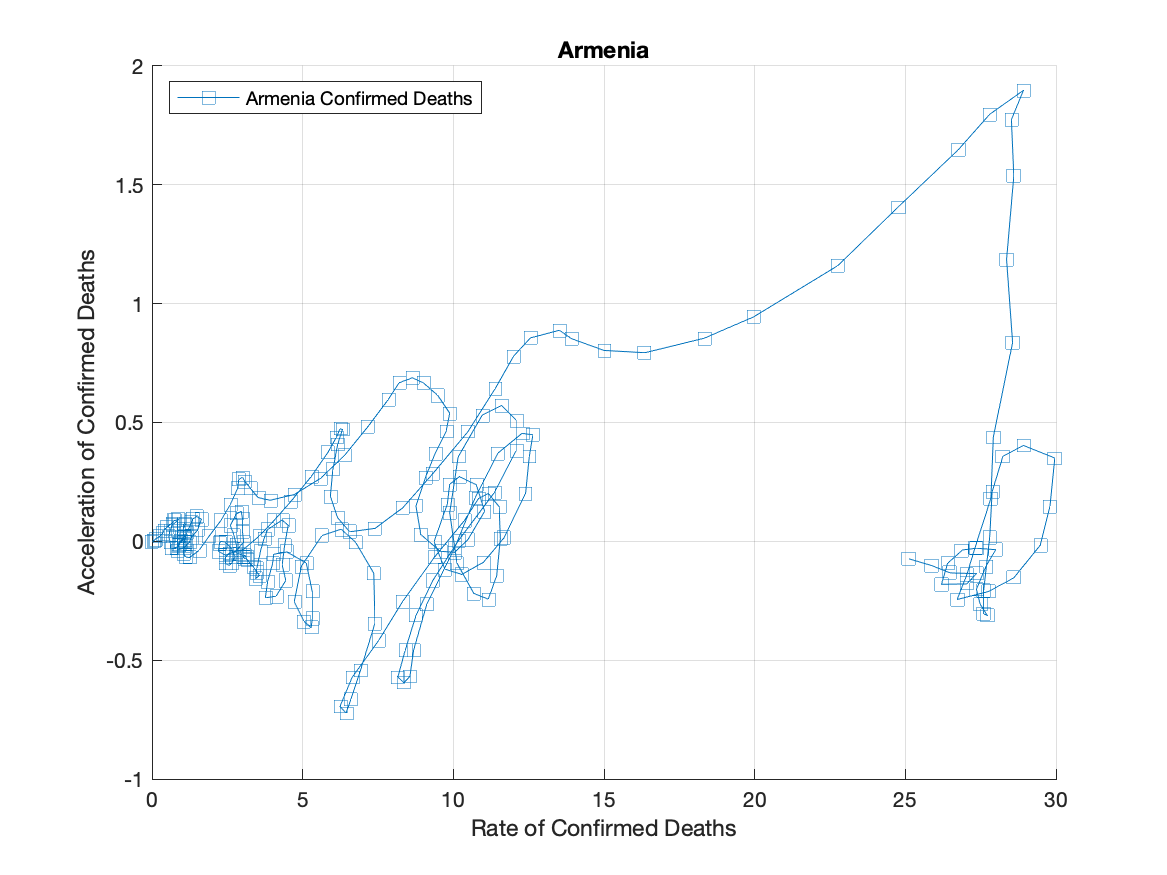 Armenia
Armenia Confirmed Deaths
2
1.5
1
0.5
0
-0.5
-1
Acceleration of Confirmed Deaths
0 5 10 15 20 25 30
Rate of Confirmed Deaths